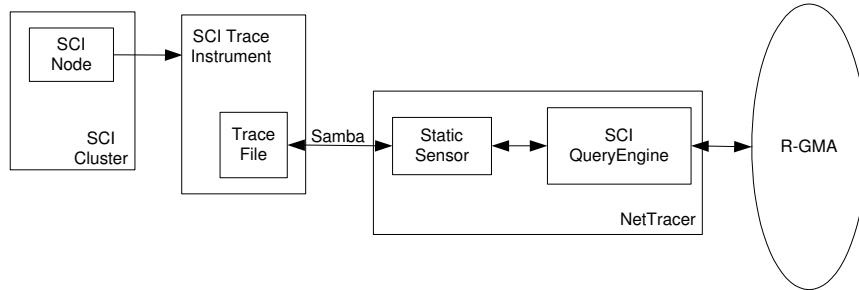 SCI
Node
SCI
Cluster
SCI Trace
Instrument
Trace
File
Samba
Static
Sensor
SCI
QueryEngine
NetTracer
R-GMA